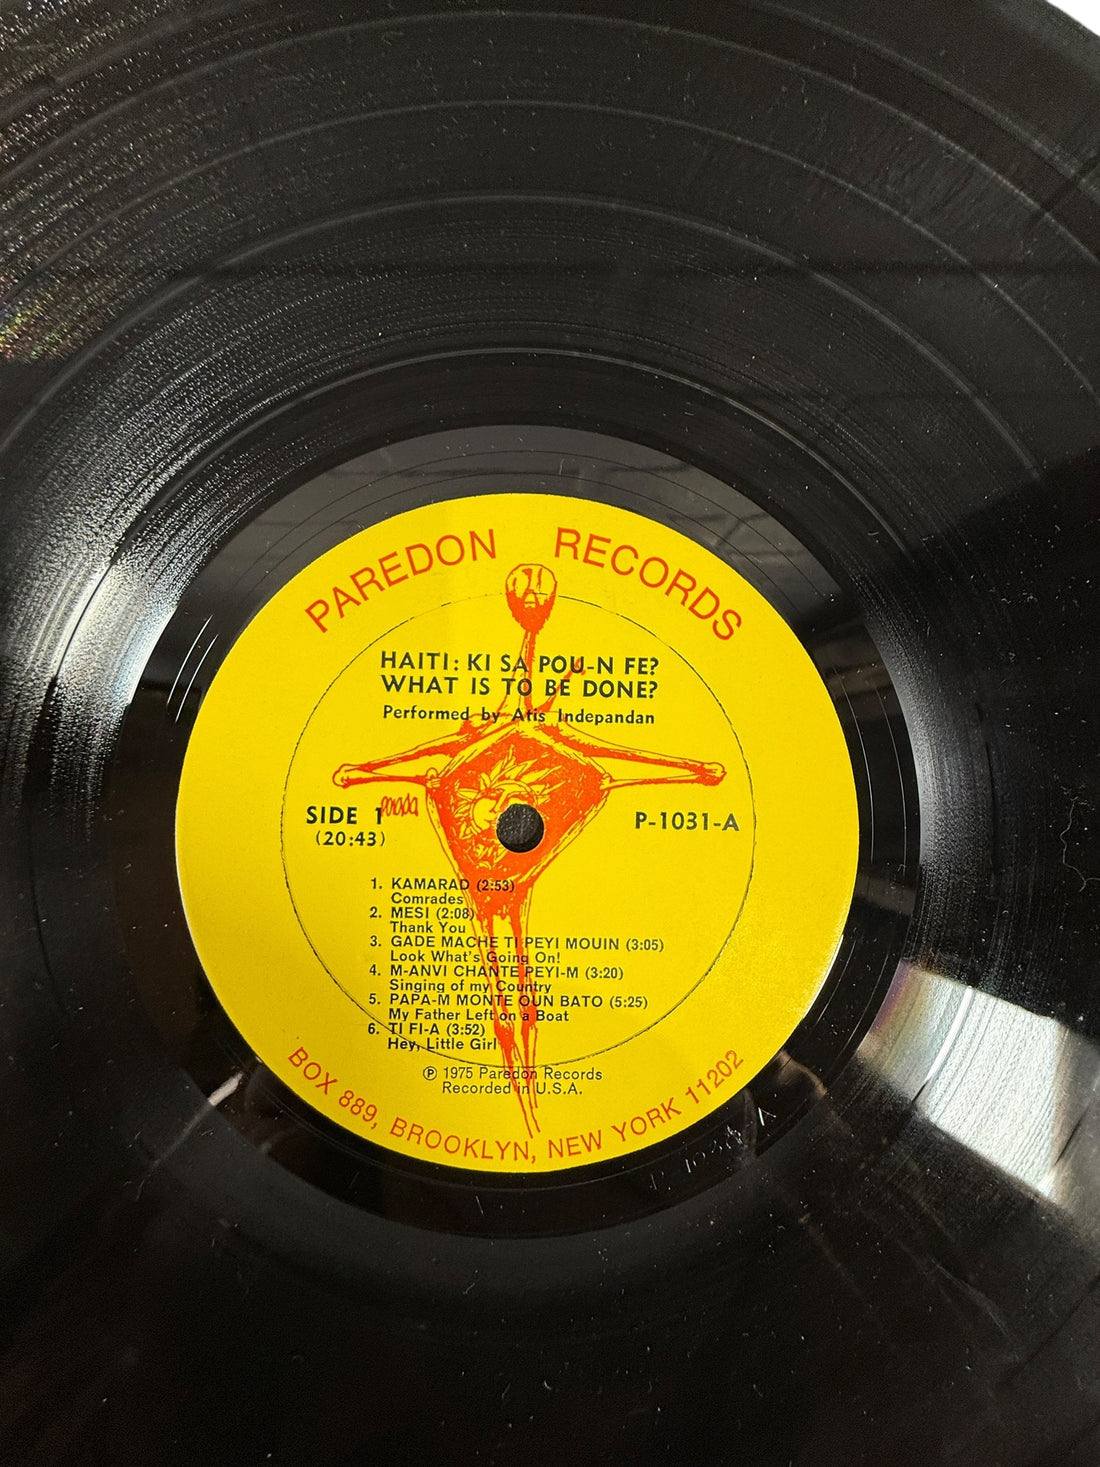 PAREDON RECORDS
HAITI: KI SA POU-N FE?
WHAT IS TO BE DONE?
Performed by Atis Indepandan
SIDE 1
(20:43)
P-1031-A
1. KAMARAD (2:53)
Comrades
2. MESI (2:08)
Thank You
3. GADE MACHE TI PEYI MOUIN (3:05)
Look What's Going On!
4. M-ANVI CHANTE PEYI-M (3:20)
Singing of my Country
5. PAPA-M MONTE OUN BATO (5:25)
My Father Left on a Boat
6. TI FI-A (3:52)
Hey, Little Girl
℗ 1975 Paredon Records
Recorded in U.S.A.
BOX 889, BROOKLYN, NEW YORK 11202